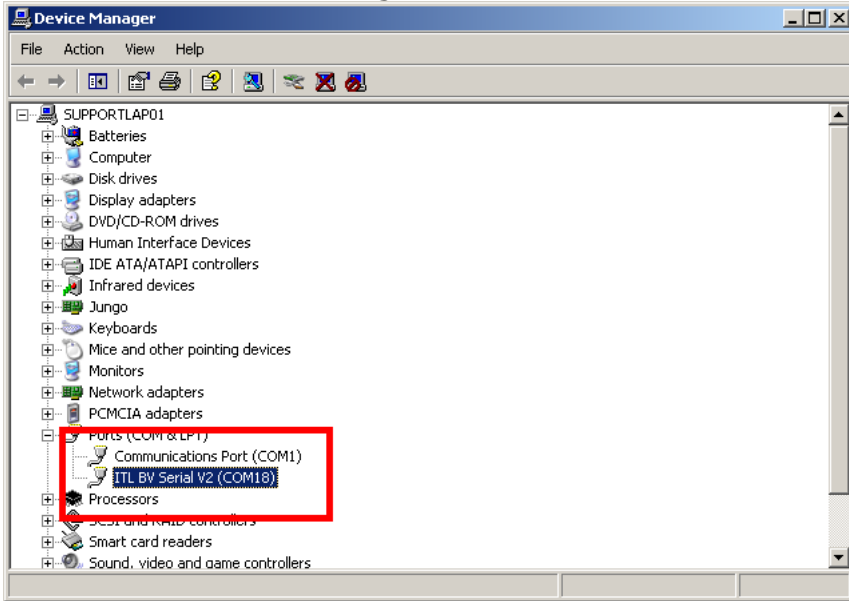 Device Manager
File Action View Help
SUPPORTLAP01
Batteries
Computer
Disk drives
Display adapters
DVD/CD-ROM drives
Human Interface Devices
IDE ATA/ATAPI controllers
Infrared devices
Jungo
Keyboards
Mice and other pointing devices
Monitors
Network adapters
PCMCIA adapters
Ports (COM & LPT)
Communications Port (COM1)
ITL BV Serial V2 (COM18)
Processors
SCSI and RAID controllers
Smart card readers
Sound, video and game controllers